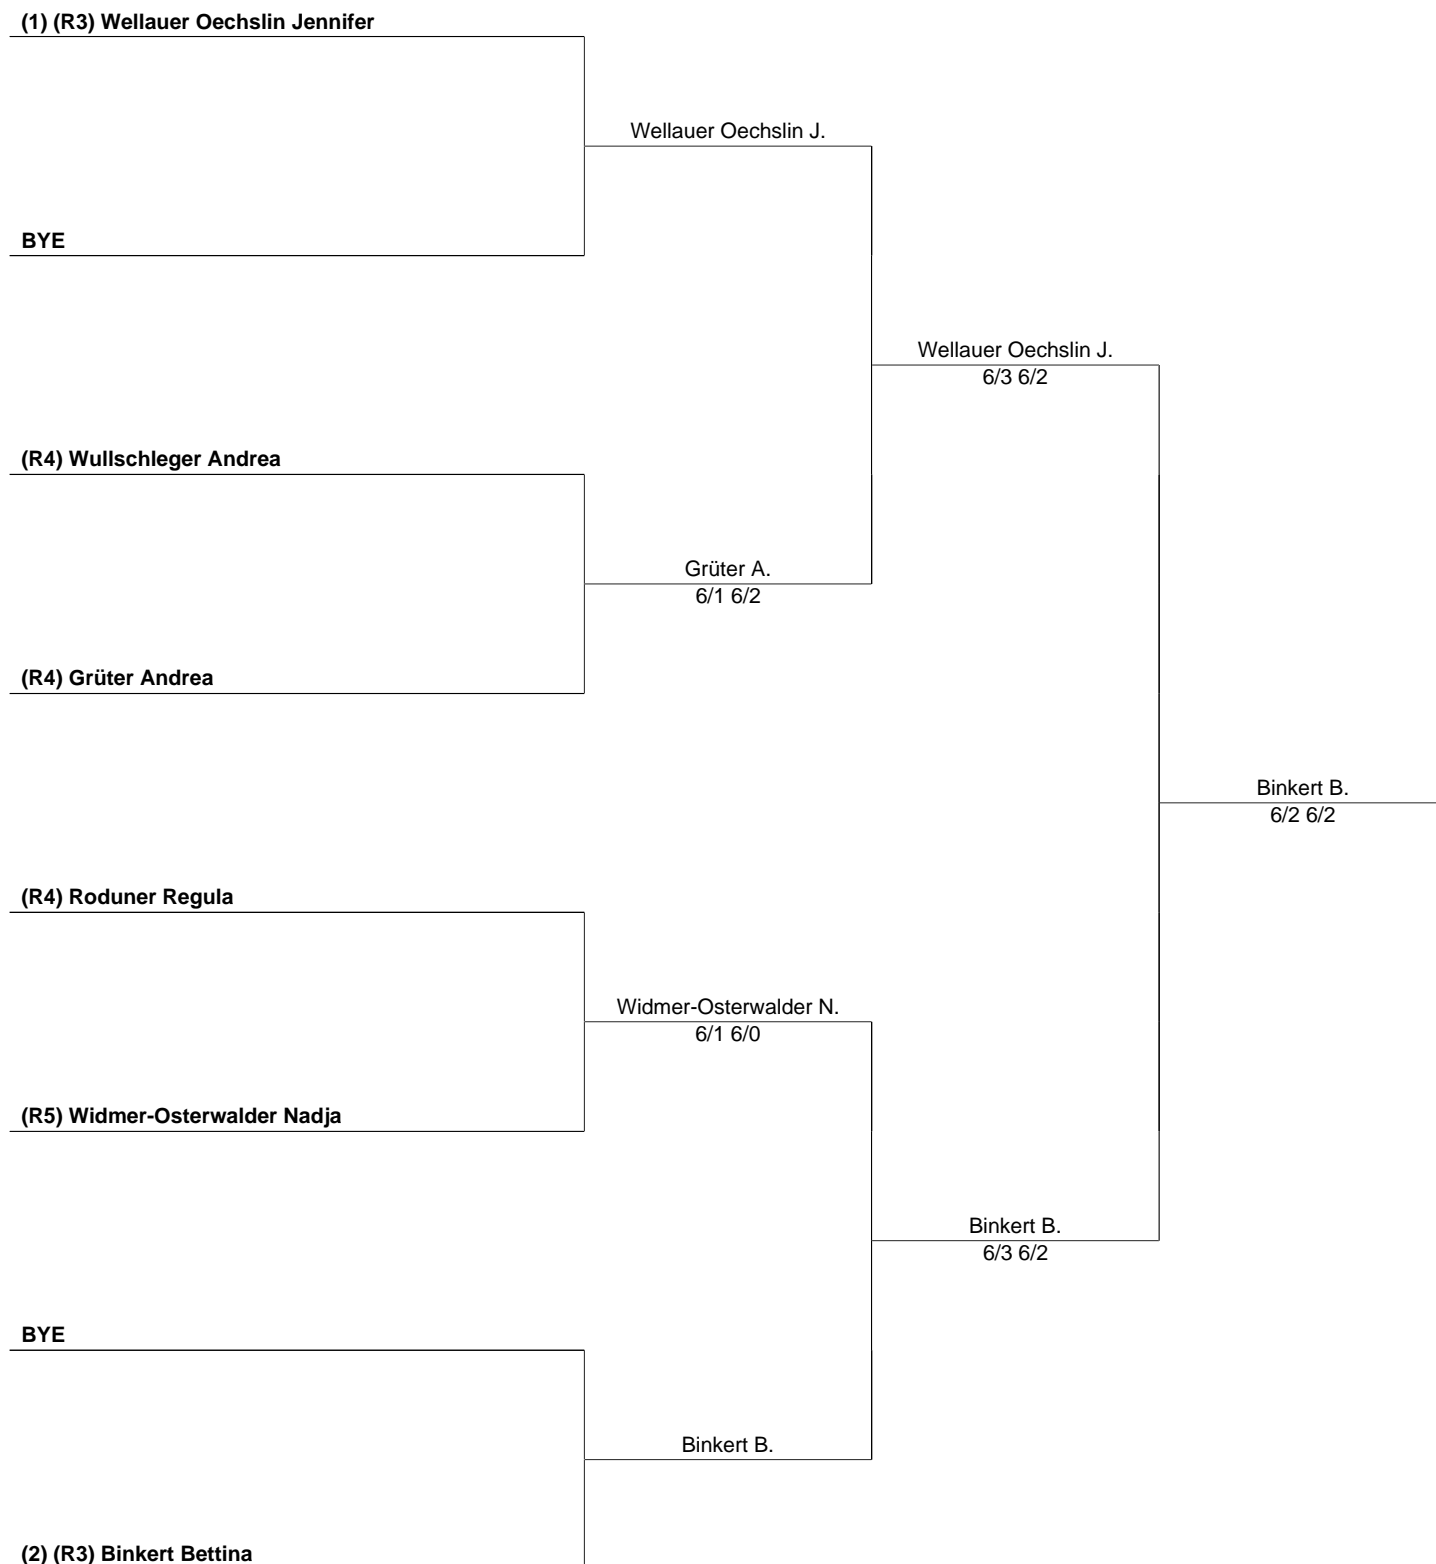 (1) (R3) Wellauer Oechslin Jennifer
Wellauer Oechslin J.
BYE
Wellauer Oechslin J.
6/3 6/2
(R4) Wullschleger Andrea
Grüter A.
6/1 6/2
(R4) Grüter Andrea
Binkert B.
6/2 6/2
(R4) Roduner Regula
Widmer-Osterwalder N.
6/1 6/0
(R5) Widmer-Osterwalder Nadja
Binkert B.
6/3 6/2
BYE
Binkert B.
(2) (R3) Binkert Bettina